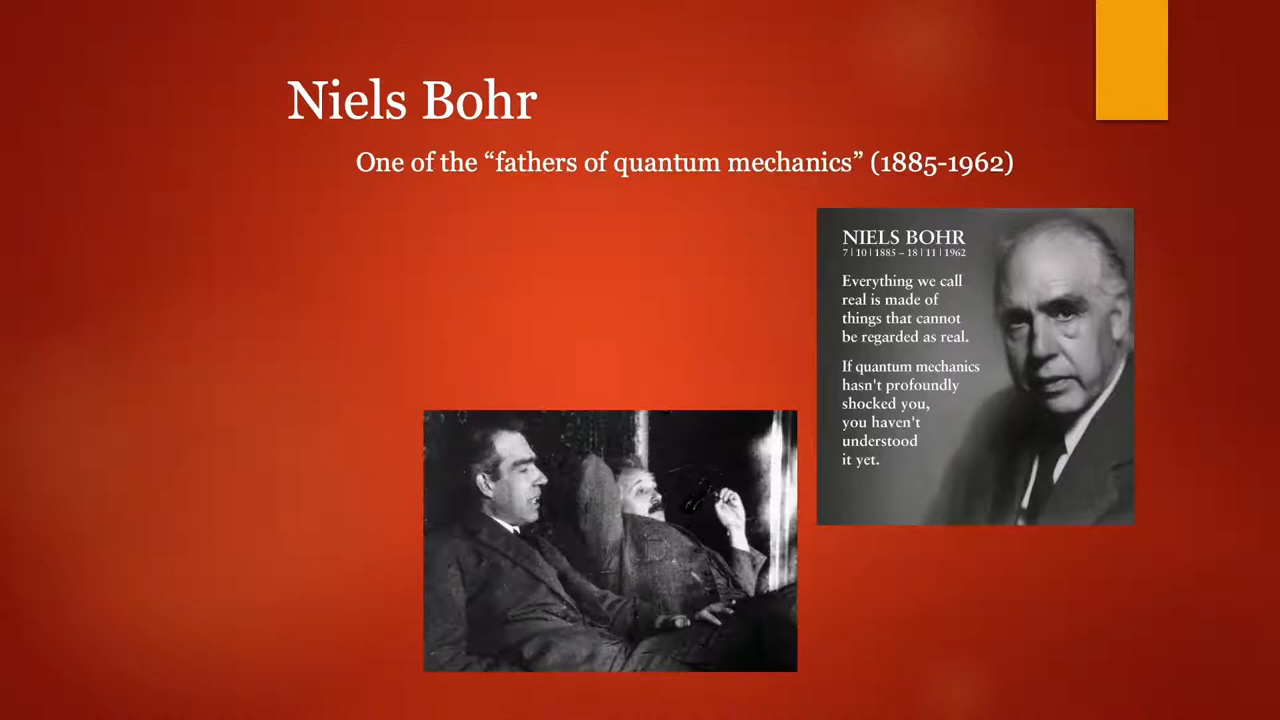 Niels Bohr
One of the “fathers of quantum mechanics” (1885-1962)
NIELS BOHR
7 | 10 | 1885 – 18 | 11 | 1962
Everything we call
real is made of
things that cannot
be regarded as real.
If quantum mechanics
hasn't profoundly
shocked you,
you haven't
understood
it yet.